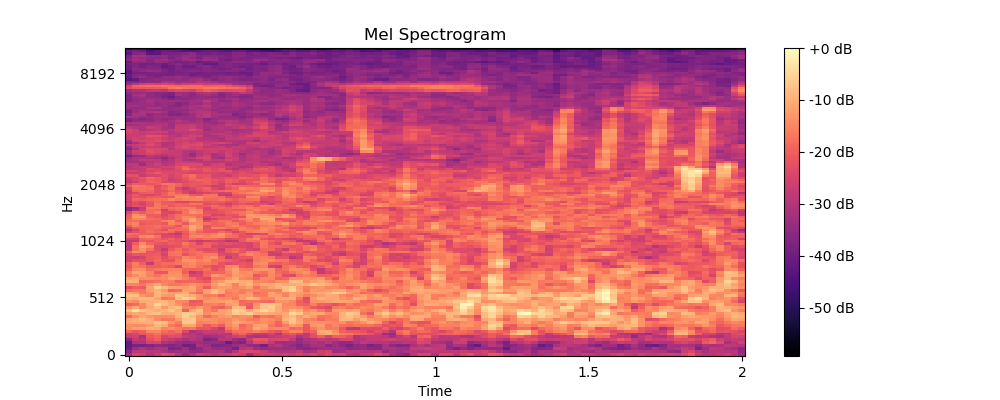 Mel Spectrogram
Hz
8192
4096
2048
1024
512
0
0
0.5
1
1.5
2
Time
+0 dB
-10 dB
-20 dB
-30 dB
-40 dB
-50 dB